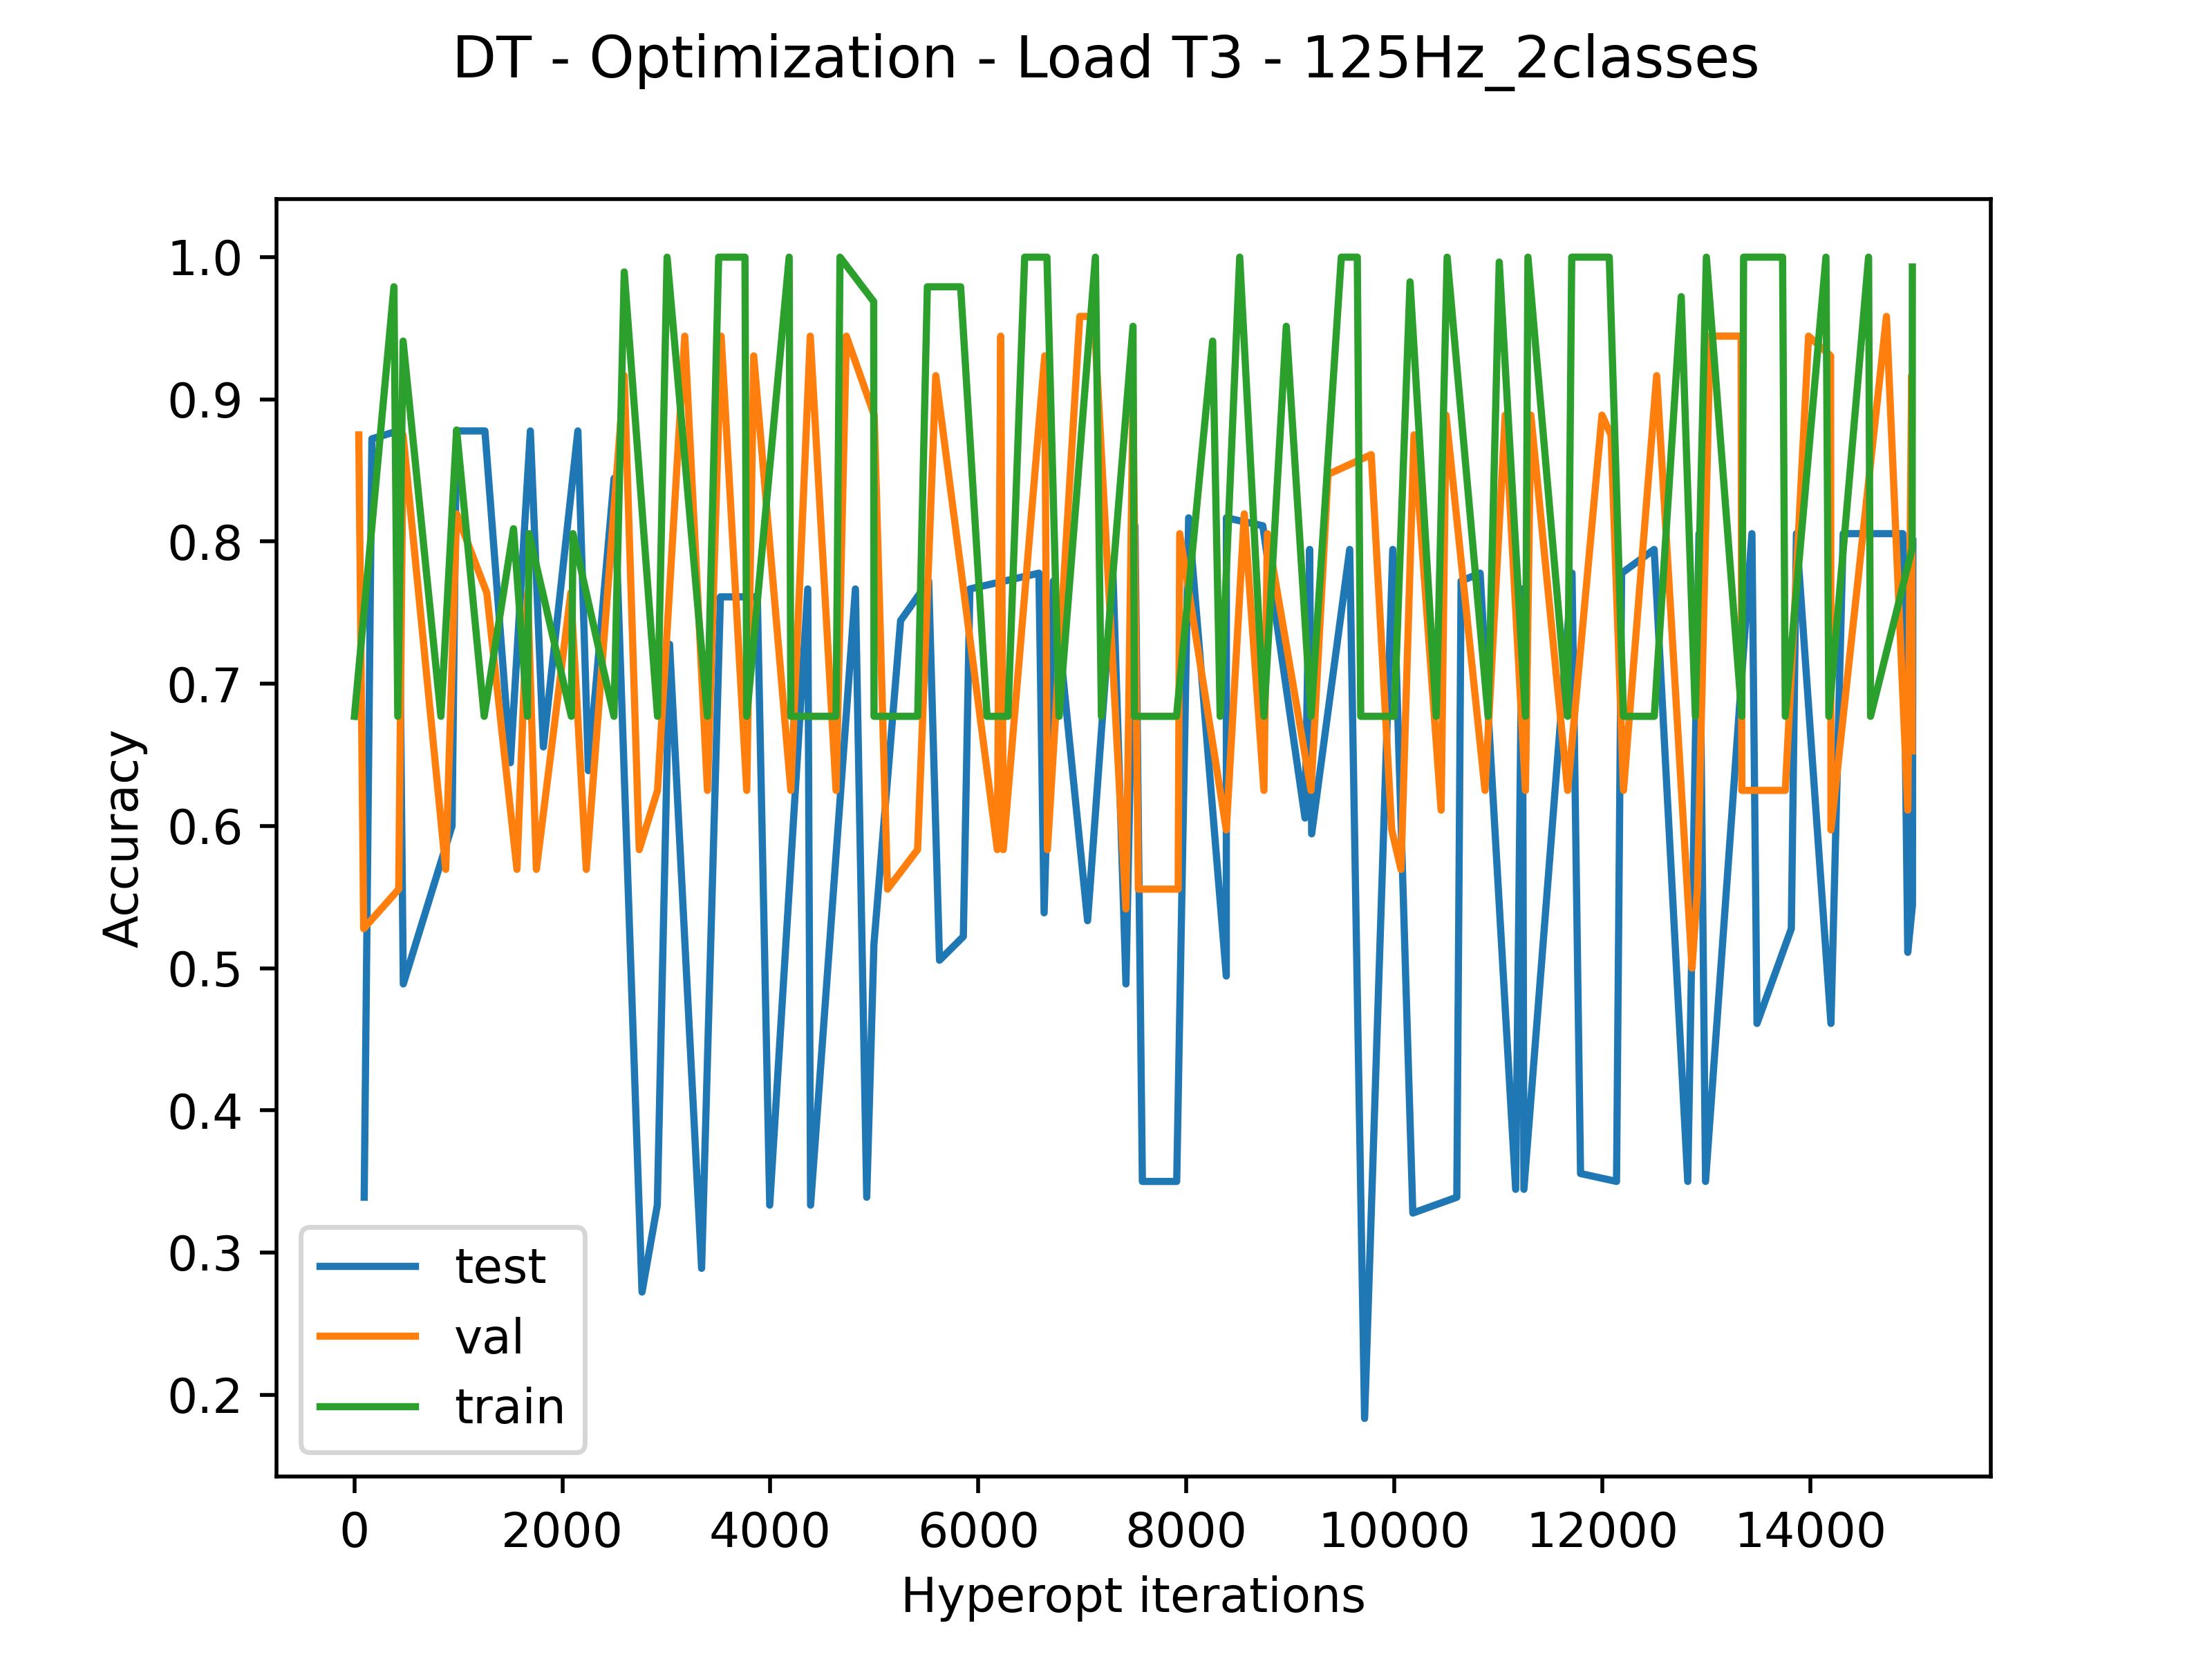 DT - Optimization - Load T3 - 125Hz_2classes
1.0
0.9
0.8
0.7
0.6
0.5
0.4
0.3
0.2
Accuracy
test
val
train
0 2000 4000 6000 8000 10000 12000 14000
Hyperopt iterations